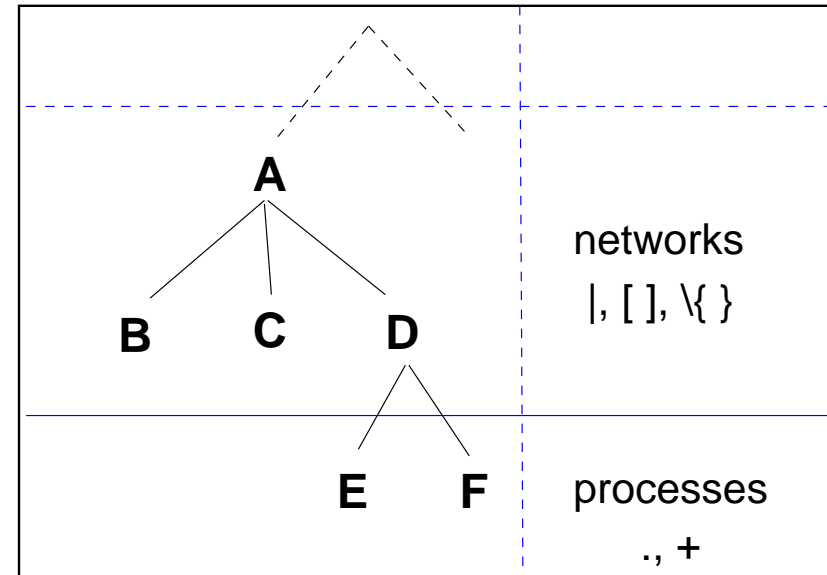 A
networks
|, [ ], \{ }
B C D
E F processes
., +